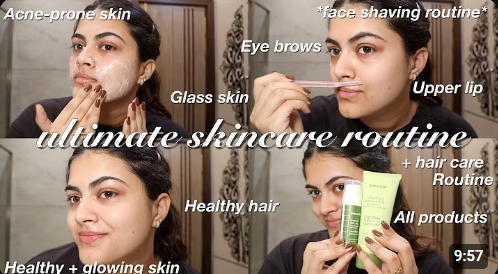 Acne-prone skin
*face shaving routine*
Eye brows
Glass skin
Upper lip
ultimate skincare routine
+ hair care
Routine
Healthy hair
All products
Healthy + glowing skin
9:57